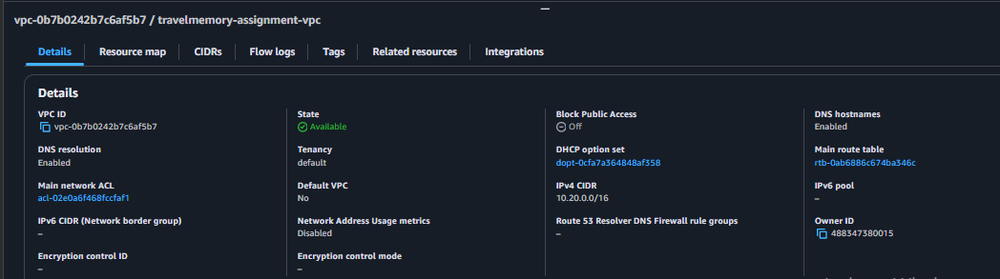 vpc-0b7b0242b7c6af5b7 / travelmemory-assignment-vpc
Details
Resource map
CIDRs
Flow logs
Tags
Related resources
Integrations
Details
VPC ID
vpc-0b7b0242b7c6af5b7
State
Available
Block Public Access
Off
DNS hostnames
Enabled
DNS resolution
Enabled
Tenancy
default
DHCP option set
dopt-0cfa7a364848af358
Main route table
rtb-0ab6886c674ba346c
Main network ACL
acl-02e0a6f468fccfaf1
Default VPC
No
IPv4 CIDR
10.20.0.0/16
IPv6 pool
–
IPv6 CIDR (Network border group)
–
Network Address Usage metrics
Disabled
Route 53 Resolver DNS Firewall rule groups
–
Owner ID
488347380015
Encryption control ID
–
Encryption control mode
–